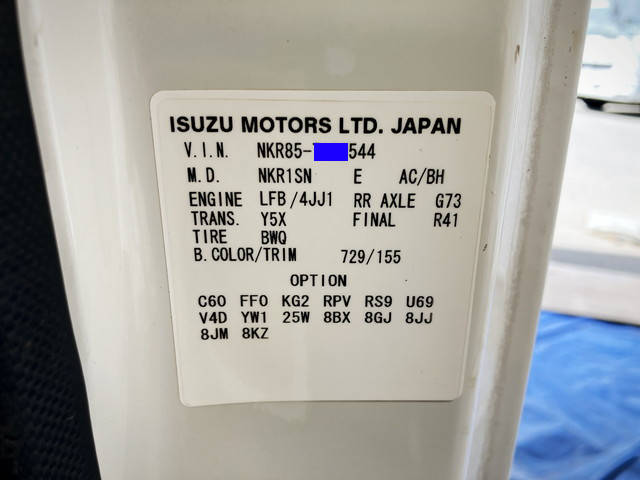 ISUZU MOTORS LTD. JAPAN
V.I.N. NKR85- 544
M.D. NKR1SN E AC/BH
ENGINE LFB/4JJ1 RR AXLE G73
TRANS. Y5X FINAL R41
TIRE BWQ
B.COLOR/TRIM 729/155
OPTION
C60 FF0 KG2 RPV RS9 U69
V4D YW1 25W 8BX 8GJ 8JJ
8JM 8KZ